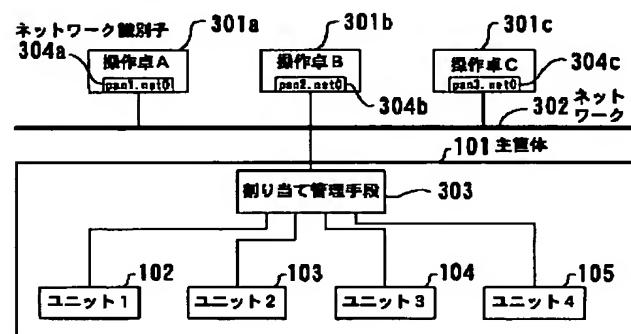 ネットワーク識別子
304a
301a
操作卓A
pan1.net0
301b
操作卓B
pan2.net0
304b
301c
操作卓C
pan3.net0
304c
302 ネットワーク
101 主筐体
割り当て管理手段
303
102
ユニット1
103
ユニット2
104
ユニット3
105
ユニット4